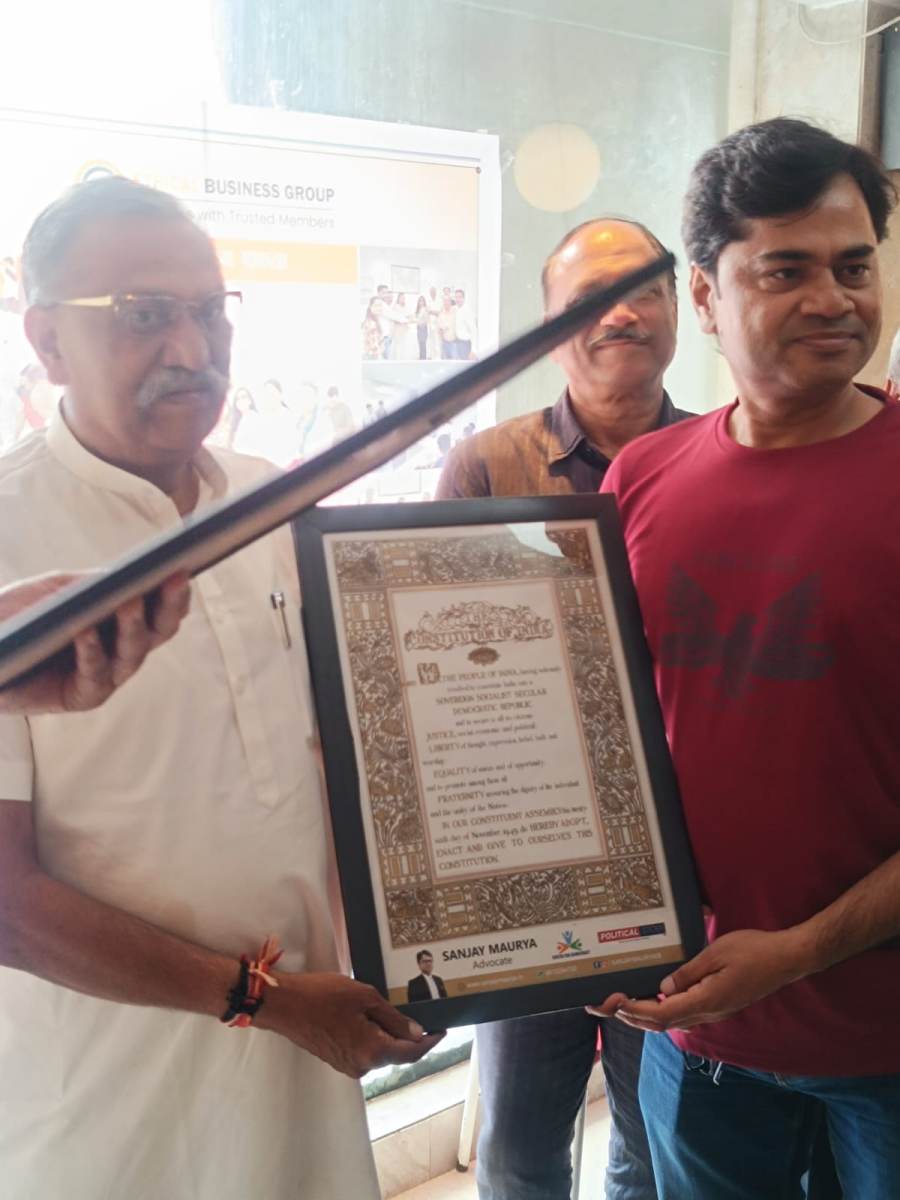 BUSINESS GROUP
with Trusted Members
THE
CONSTITUTION OF INDIA
WE, THE PEOPLE OF INDIA, having solemnly
resolved to constitute India into a
SOVEREIGN SOCIALIST SECULAR
DEMOCRATIC REPUBLIC
and to secure to all its citizens:
JUSTICE, social, economic and political;
LIBERTY of thought, expression, belief, faith and
worship;
EQUALITY of status and of opportunity;
and to promote among them all
FRATERNITY assuring the dignity of the individual
and the unity of the Nation;
IN OUR CONSTITUENT ASSEMBLY this twenty-
sixth day of November, 1949, do HEREBY ADOPT,
ENACT AND GIVE TO OURSELVES THIS
CONSTITUTION.
SANJAY MAURYA
Advocate
POLITICAL